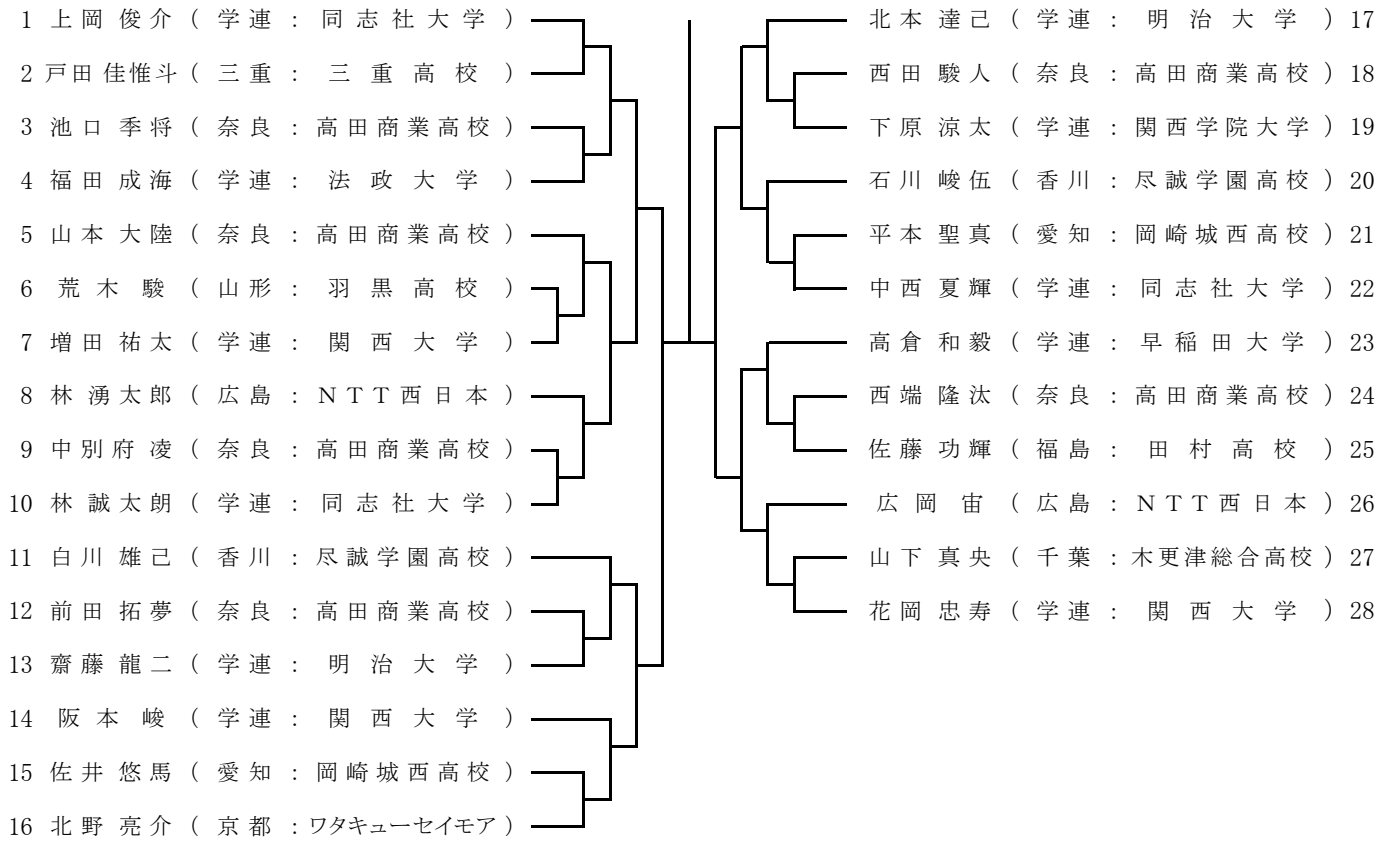 1 上岡 俊介 ( 学連 : 同志社大学 )
2 戸田 佳惟斗 ( 三重 : 三重高校 )
3 池口 季将 ( 奈良 : 高田商業高校 )
4 福田 成海 ( 学連 : 法政大学 )
5 山本 大陸 ( 奈良 : 高田商業高校 )
6 荒木 駿 ( 山形 : 羽黒高校 )
7 増田 祐太 ( 学連 : 関西大学 )
8 林 湧太郎 ( 広島 : NTT西日本 )
9 中別府 凌 ( 奈良 : 高田商業高校 )
10 林 誠太朗 ( 学連 : 同志社大学 )
11 白川 雄己 ( 香川 : 尽誠学園高校 )
12 前田 拓夢 ( 奈良 : 高田商業高校 )
13 齋藤 龍二 ( 学連 : 明治大学 )
14 阪本 崚 ( 学連 : 関西大学 )
15 佐井 悠馬 ( 愛知 : 岡崎城西高校 )
16 北野 亮介 ( 京都 : ワタキューセイモア )
北本 達己 ( 学連 : 明治大学 ) 17
西田 駿人 ( 奈良 : 高田商業高校 ) 18
下原 涼太 ( 学連 : 関西学院大学 ) 19
石川 峻伍 ( 香川 : 尽誠学園高校 ) 20
平本 聖真 ( 愛知 : 岡崎城西高校 ) 21
中西 夏輝 ( 学連 : 同志社大学 ) 22
高倉 和毅 ( 学連 : 早稲田大学 ) 23
西端 隆汰 ( 奈良 : 高田商業高校 ) 24
佐藤 功輝 ( 福島 : 田村高校 ) 25
広岡 宙 ( 広島 : NTT西日本 ) 26
山下 真央 ( 千葉 : 木更津総合高校 ) 27
花岡 忠寿 ( 学連 : 関西大学 ) 28